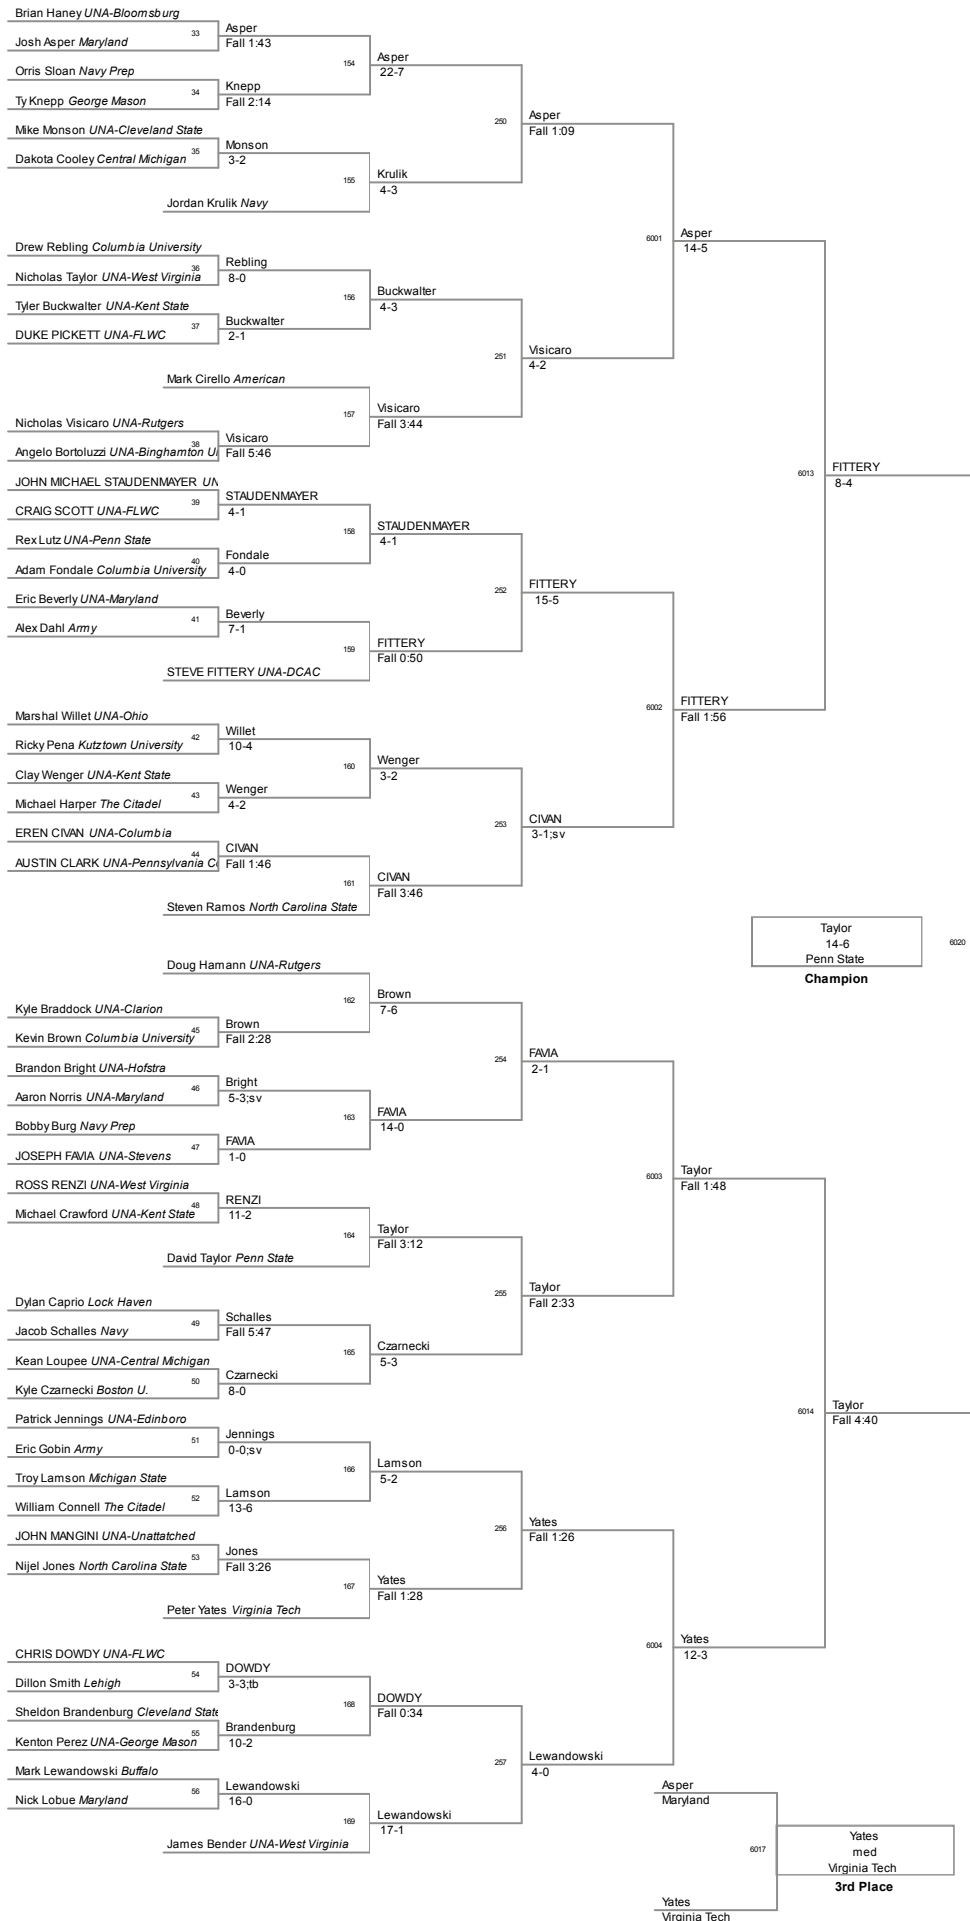 Brian Haney UNA-Bloomsburg
33
Asper
Fall 1:43
Josh Asper Maryland
154
Asper
22-7
Orris Sloan Navy Prep
34
Knepp
Fall 2:14
Ty Knepp George Mason
250
Asper
Fall 1:09
Mike Monson UNA-Cleveland State
35
Monson
3-2
Dakota Cooley Central Michigan
155
Krulik
4-3
Jordan Krulik Navy
6001
Asper
14-5
Drew Rebling Columbia University
36
Rebling
8-0
Nicholas Taylor UNA-West Virginia
156
Buckwalter
4-3
Tyler Buckwalter UNA-Kent State
37
Buckwalter
2-1
DUKE PICKETT UNA-FLWC
251
Visicaro
4-2
Mark Cirello American
157
Visicaro
Fall 3:44
Nicholas Visicaro UNA-Rutgers
38
Visicaro
Fall 5:46
Angelo Bortoluzzi UNA-Binghamton U
6013
FITTERY
8-4
JOHN MICHAEL STAUDENMAYER UN
39
STAUDENMAYER
4-1
CRAIG SCOTT UNA-FLWC
158
STAUDENMAYER
4-1
Rex Lutz UNA-Penn State
40
Fondale
4-0
Adam Fondale Columbia University
252
FITTERY
15-5
Eric Beverly UNA-Maryland
41
Beverly
7-1
Alex Dahl Army
159
FITTERY
Fall 0:50
STEVE FITTERY UNA-DCAC
6002
FITTERY
Fall 1:56
Marshal Willet UNA-Ohio
42
Willet
10-4
Ricky Pena Kutztown University
160
Wenger
3-2
Clay Wenger UNA-Kent State
43
Wenger
4-2
Michael Harper The Citadel
253
CIVAN
3-1;sv
EREN CIVAN UNA-Columbia
44
CIVAN
Fall 1:46
AUSTIN CLARK UNA-Pennsylvania Co
161
CIVAN
Fall 3:46
Steven Ramos North Carolina State
Taylor
14-6
Penn State
6020
Champion
Doug Hamann UNA-Rutgers
162
Brown
7-6
Kyle Braddock UNA-Clarion
45
Brown
Fall 2:28
Kevin Brown Columbia University
254
FAVIA
2-1
Brandon Bright UNA-Hofstra
46
Bright
5-3;sv
Aaron Norris UNA-Maryland
163
FAVIA
14-0
Bobby Burg Navy Prep
47
FAVIA
1-0
JOSEPH FAVIA UNA-Stevens
6003
Taylor
Fall 1:48
ROSS RENZI UNA-West Virginia
48
RENZI
11-2
Michael Crawford UNA-Kent State
164
Taylor
Fall 3:12
David Taylor Penn State
255
Taylor
Fall 2:33
Dylan Caprio Lock Haven
49
Schalles
Fall 5:47
Jacob Schalles Navy
165
Czarnecki
5-3
Kean Loupee UNA-Central Michigan
50
Czarnecki
8-0
Kyle Czarnecki Boston U.
6014
Taylor
Fall 4:40
Patrick Jennings UNA-Edinboro
51
Jennings
0-0;sv
Eric Gobin Army
166
Lamson
5-2
Troy Lamson Michigan State
52
Lamson
13-6
William Connell The Citadel
256
Yates
Fall 1:26
JOHN MANGINI UNA-Unattatched
53
Jones
Fall 3:26
Nijel Jones North Carolina State
167
Yates
Fall 1:28
Peter Yates Virginia Tech
6004
Yates
12-3
CHRIS DOWDY UNA-FLWC
54
DOWDY
3-3;tb
Dillon Smith Lehigh
168
DOWDY
Fall 0:34
Sheldon Brandenburg Cleveland State
55
Brandenburg
10-2
Kenton Perez UNA-George Mason
257
Lewandowski
4-0
Mark Lewandowski Buffalo
56
Lewandowski
16-0
Nick Lobue Maryland
169
Lewandowski
17-1
James Bender UNA-West Virginia
Asper
Maryland
6017
Yates
med
Virginia Tech
3rd Place
Yates
Virginia Tech